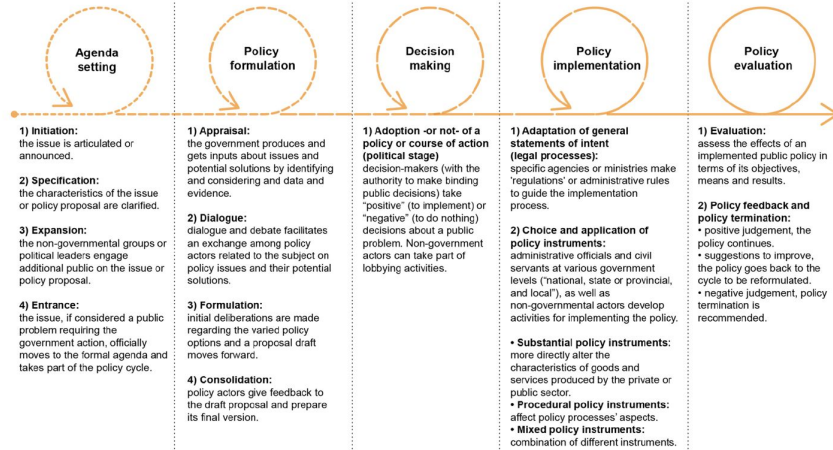 Agenda
setting
1) Initiation:
the issue is articulated or
announced.
2) Specification:
the characteristics of the issue
or policy proposal are clarified.
3) Expansion:
the non-governmental groups or
political leaders engage
additional public on the issue or
policy proposal.
4) Entrance:
the issue, if considered a public
problem requiring the
government action, officially
moves to the formal agenda and
takes part of the policy cycle.
Policy
formulation
1) Appraisal:
the government produces and
gets inputs about issues and
potential solutions by identifying
and considering and data and
evidence.
2) Dialogue:
dialogue and debate facilitates
an exchange among policy
actors related to the subject on
policy issues and their potential
solutions.
3) Formulation:
initial deliberations are made
regarding the varied policy
options and a proposal draft
moves forward.
4) Consolidation:
policy actors give feedback to
the draft proposal and prepare
its final version.
Decision
making
1) Adoption -or not- of a
policy or course of action
(political stage)
decision-makers (with the
authority to make binding
public decisions) take
"positive" (to implement) or
"negative" (to do nothing)
decisions about a public
problem. Non-government
actors can take part of
lobbying activities.
Policy
implementation
1) Adaptation of general
statements of intent
(legal processes):
specific agencies or ministries make
'regulations' or administrative rules
to guide the implementation
process.
2) Choice and application of
policy instruments:
administrative officials and civil
servants at various government
levels ("national, state or provincial,
and local"), as well as
non-governmental actors develop
activities for implementing the policy.
• Substantial policy instruments:
more directly alter the
characteristics of goods and
services produced by the private or
public sector.
• Procedural policy instruments:
affect policy processes' aspects.
• Mixed policy instruments:
combination of different instruments.
Policy
evaluation
1) Evaluation:
assess the effects of an
implemented public policy in
terms of its objectives,
means and results.
2) Policy feedback and
policy termination:
• positive judgement, the
policy continues.
• suggestions to improve,
the policy goes back to the
cycle to be reformulated.
• negative judgement, policy
termination is
recommended.